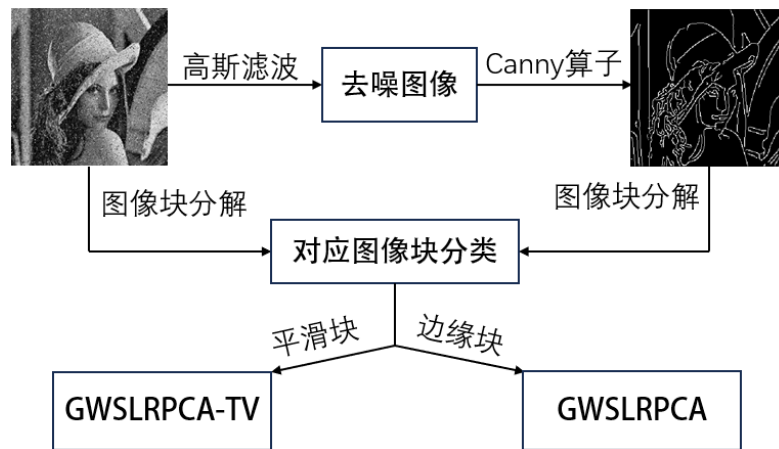 高斯滤波
去噪图像
Canny算子
图像块分解
图像块分解
对应图像块分类
平滑块
边缘块
GWSLRPCA-TV
GWSLRPCA